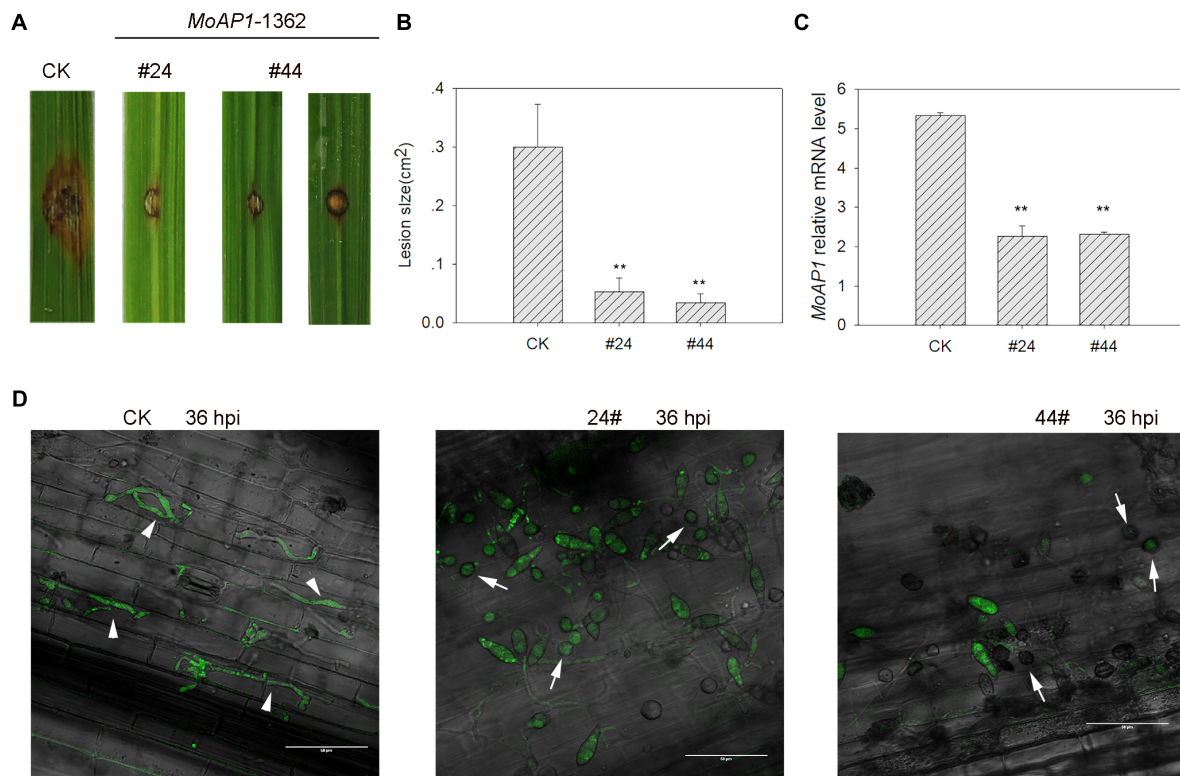 A
MoAP1-1362
CK #24 #44
B
Lesion size(cm²)
.4
.3
.2
.1
0.0
** **
CK #24 #44
C
MoAP1 relative mRNA level
6
5
4
3
2
1
0
** **
CK #24 #44
D
CK 36 hpi
24# 36 hpi
44# 36 hpi